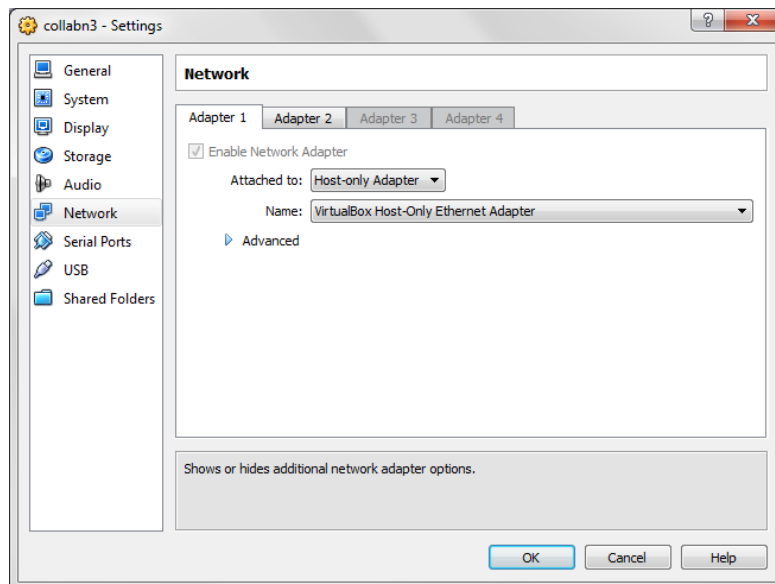 collabn3 - Settings
General
System
Display
Storage
Audio
Network
Serial Ports
USB
Shared Folders
Network
Adapter 1 Adapter 2 Adapter 3 Adapter 4
Enable Network Adapter
Attached to: Host-only Adapter
Name: VirtualBox Host-Only Ethernet Adapter
Advanced
Shows or hides additional network adapter options.
OK Cancel Help